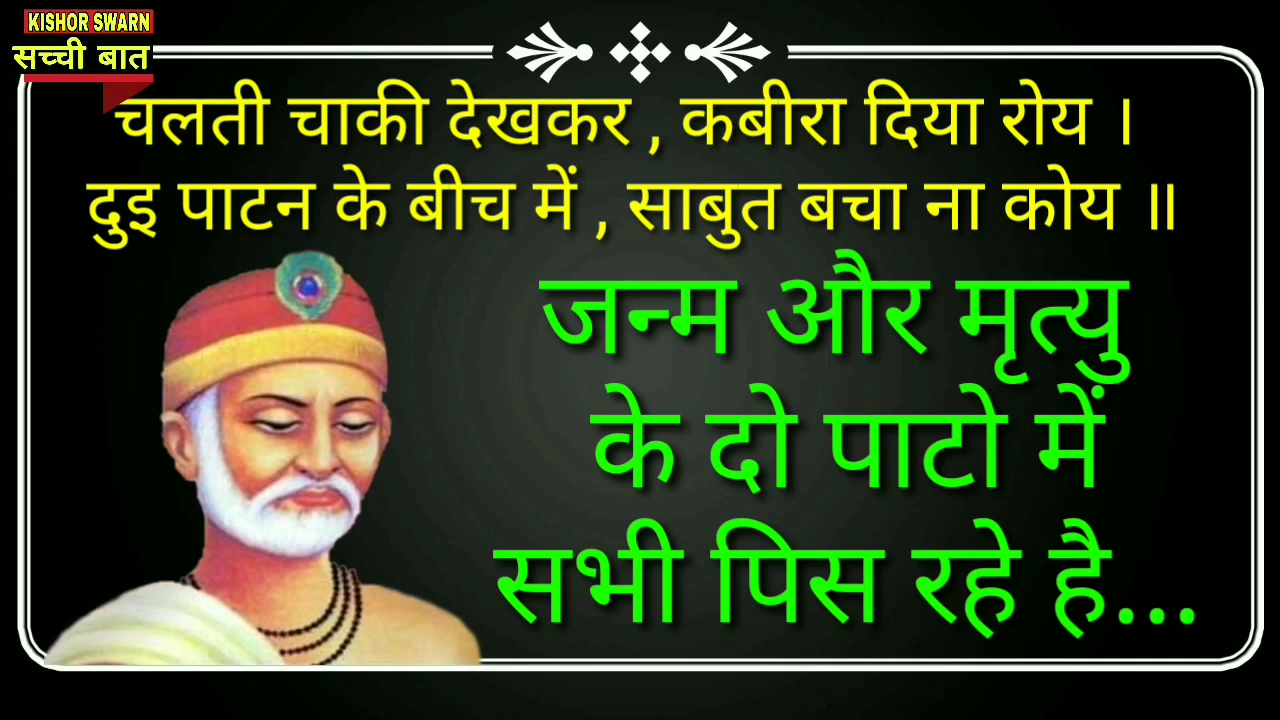 KISHOR SWARN
सच्ची बात
चलती चाकी देखकर , कबीरा दिया रोय ।
दुइ पाटन के बीच में , साबुत बचा ना कोय ॥
जन्म और मृत्यु
के दो पाटो में
सभी पिस रहे है...